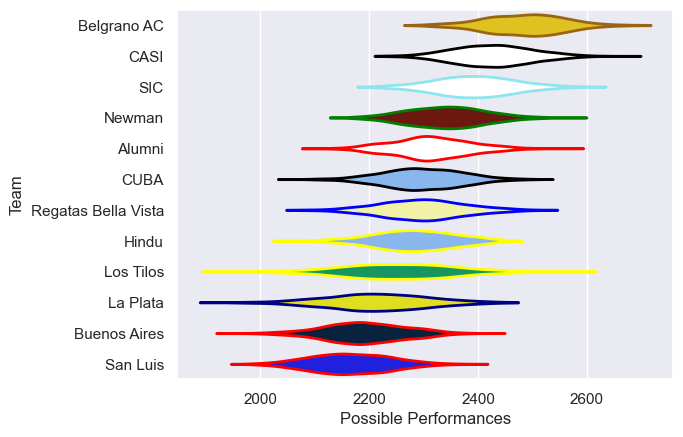 Belgrano AC
CASI
SIC
Newman
Alumni
CUBA
Regatas Bella Vista
Hindu
Los Tilos
La Plata
Buenos Aires
San Luis
Team
2000 2200 2400 2600
Possible Performances